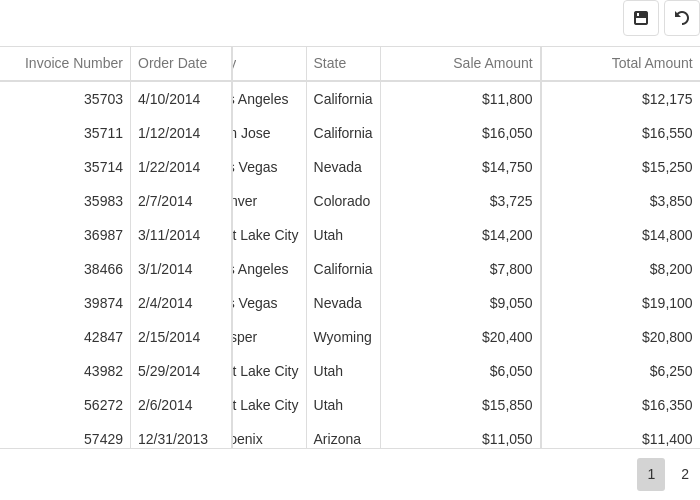 Invoice Number Order Date State Sale Amount Total Amount
35703 4/10/2014 Angeles California $11,800 $12,175
35711 1/12/2014 Jose California $16,050 $16,550
35714 1/22/2014 Vegas Nevada $14,750 $15,250
35983 2/7/2014 nver Colorado $3,725 $3,850
36987 3/11/2014 t Lake City Utah $14,200 $14,800
38466 3/1/2014 Angeles California $7,800 $8,200
39874 2/4/2014 Vegas Nevada $9,050 $19,100
42847 2/15/2014 sper Wyoming $20,400 $20,800
43982 5/29/2014 t Lake City Utah $6,050 $6,250
56272 2/6/2014 t Lake City Utah $15,850 $16,350
57429 12/31/2013 enix Arizona $11,050 $11,400
1 2